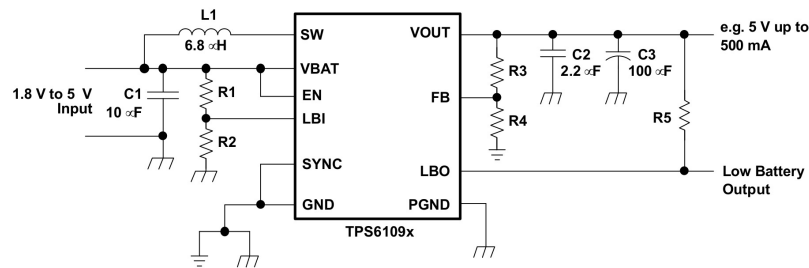 L1
6.8 ∝H
SW
VOUT
e.g. 5 V up to
500 mA
VBAT
C1
10 ∝F
R1
EN
LBI
R2
1.8 V to 5 V
Input
R3
FB
R4
C2
2.2 ∝F
C3
100 ∝F
R5
SYNC
LBO
Low Battery
Output
GND
PGND
TPS6109x